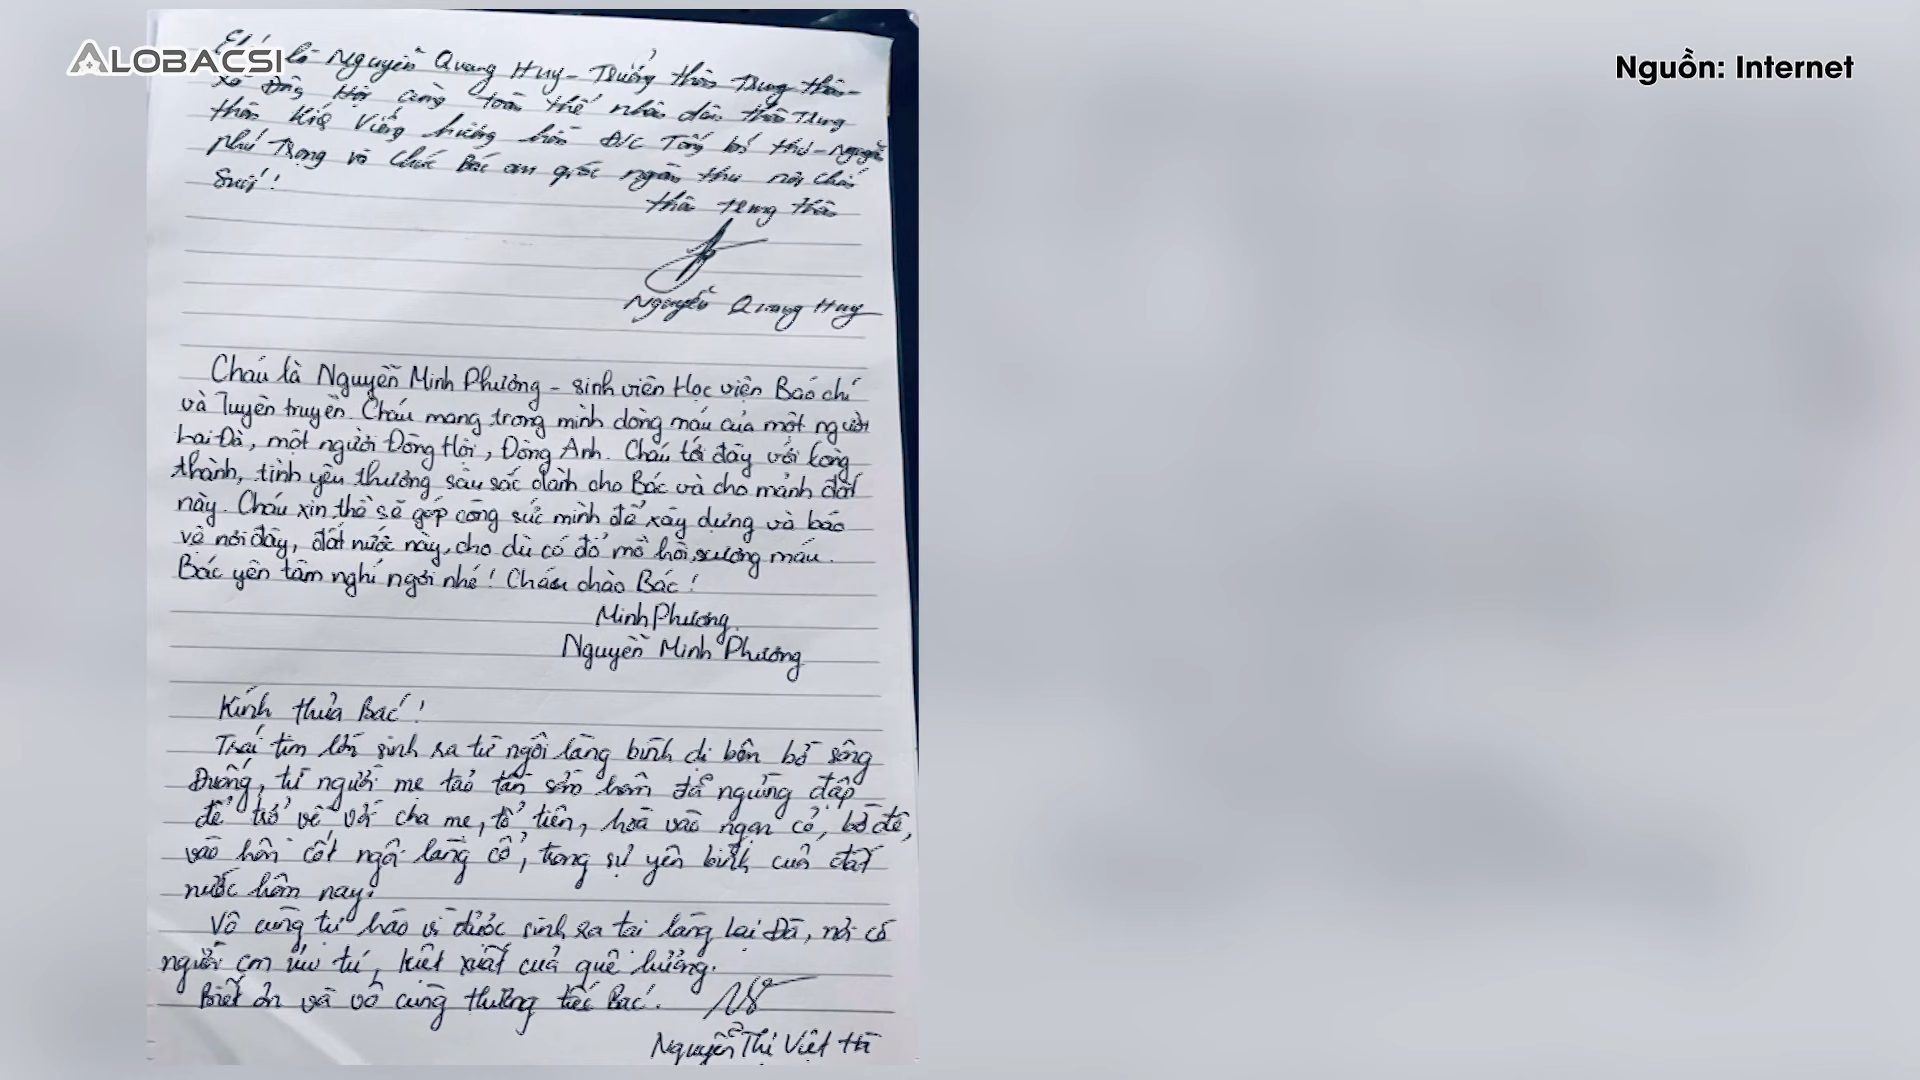 ALOBACSI
Nguồn: Internet
là Nguyễn Quang Huy - Trưởng thôn Trung thôn -
xã Đông Hội cùng toàn thể nhân dân thôn Trung
thôn Kính Viếng hương hồn Đ/C Tổng bí thư - Nguyễn
phú Trọng và Chúc Bác an giấc ngàn thu nơi chín
Suối!
thôn Trung thôn
Nguyễn Quang Huy
Cháu là Nguyễn Minh Phương - sinh viên Học viện Báo chí
và Tuyên truyền. Cháu mang trong mình dòng máu của một người
Lại Đà, một người Đông Hội, Đông Anh. Cháu tới đây với lòng
thành, tình yêu thương sâu sắc dành cho Bác và cho mảnh đất
này. Cháu xin thề sẽ góp công sức mình để xây dựng và bảo
vệ nơi đây, đất nước này, cho dù có đổ mồ hôi, xương máu.
Bác yên tâm nghỉ ngơi nhé! Cháu chào Bác!
Minh Phương
Nguyễn Minh Phương
Kính thưa Bác!
Trái tim lớn sinh ra từ ngôi làng bình dị bên bờ sông
Đuống, từ người mẹ tảo tần sớm hôm đã ngừng đập
để trở về với cha mẹ, tổ tiên, hoà vào ngọn cỏ, bờ đê,
vào hồn cốt ngôi làng cổ, trong sự yên bình của đất
nước hôm nay.
Vô cùng tự hào vì được sinh ra tại làng Lại Đà, nơi có
người con ưu tú, kiệt xuất của quê hương.
Biết ơn và vô cùng thương tiếc Bác.
Nguyễn Thị Việt Hà